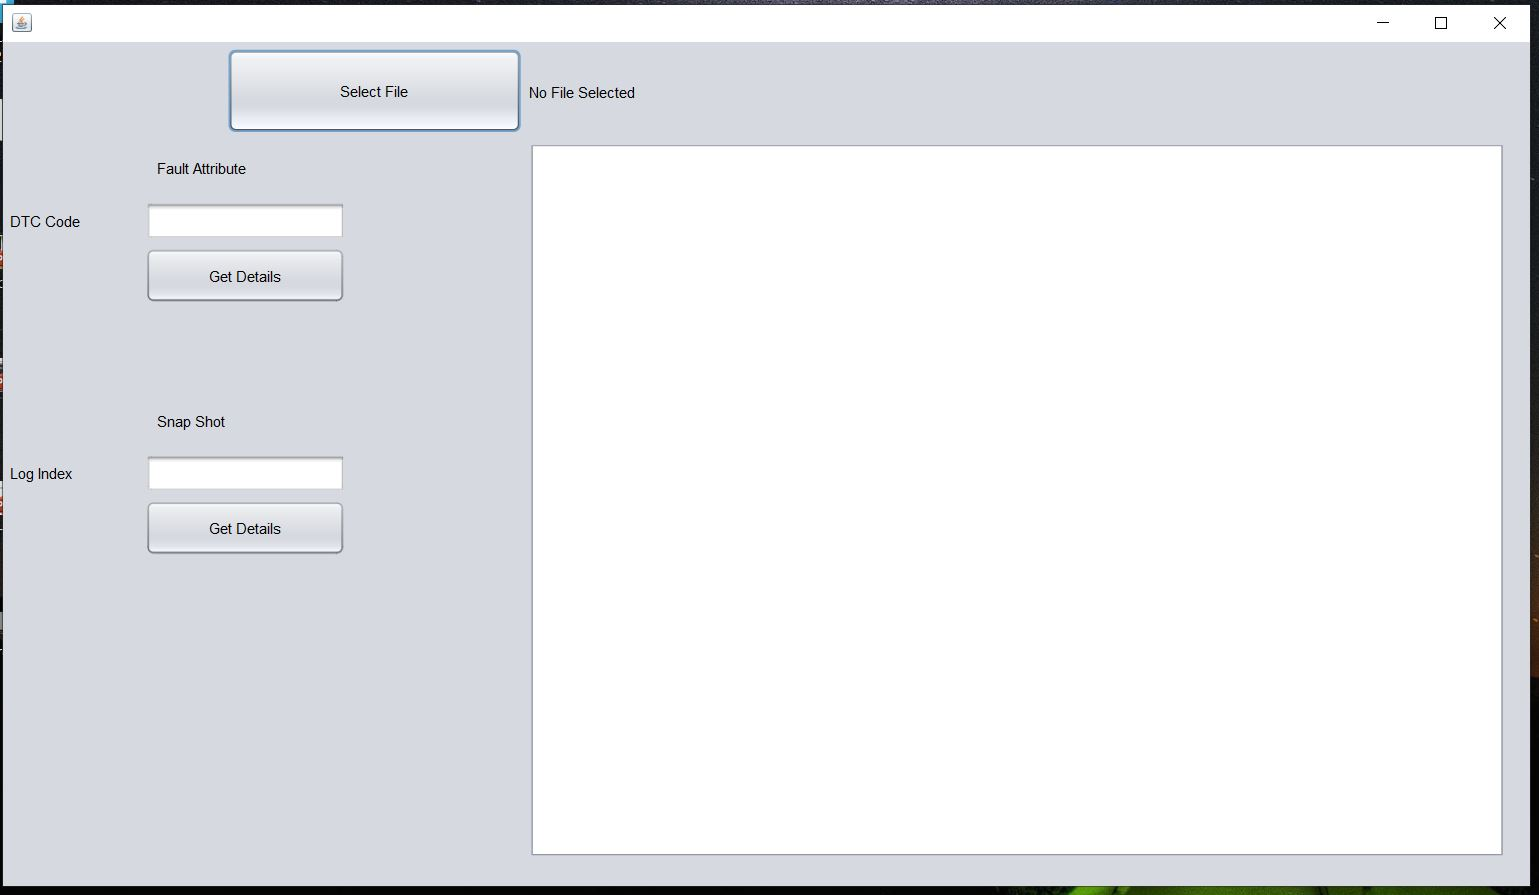 Select File
No File Selected
Fault Attribute
DTC Code
Get Details
Snap Shot
Log Index
Get Details